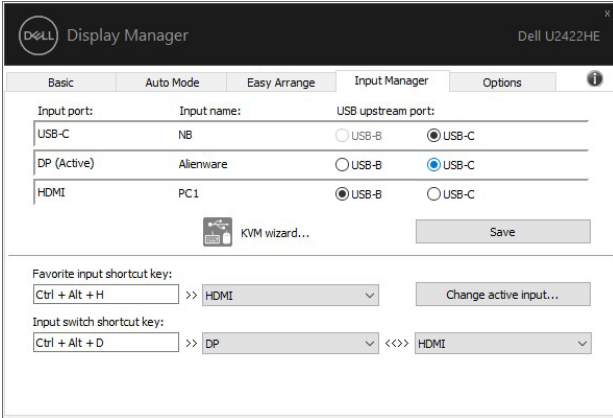 DELL Display Manager Dell U2422HE
x
Basic Auto Mode Easy Arrange Input Manager Options
Input port: Input name: USB upstream port:
USB-C NB USB-B USB-C
DP (Active) Alienware USB-B USB-C
HDMI PC1 USB-B USB-C
KVM wizard... Save
Favorite input shortcut key:
Ctrl + Alt + H >> HDMI Change active input...
Input switch shortcut key:
Ctrl + Alt + D >> DP <<>> HDMI